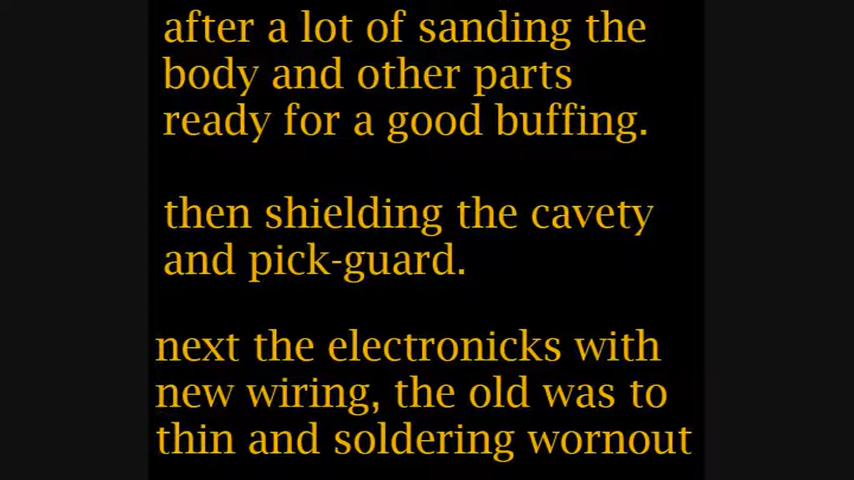 after a lot of sanding the
body and other parts
ready for a good buffing.
then shielding the cavety
and pick-guard.
next the electronicks with
new wiring, the old was to
thin and soldering wornout